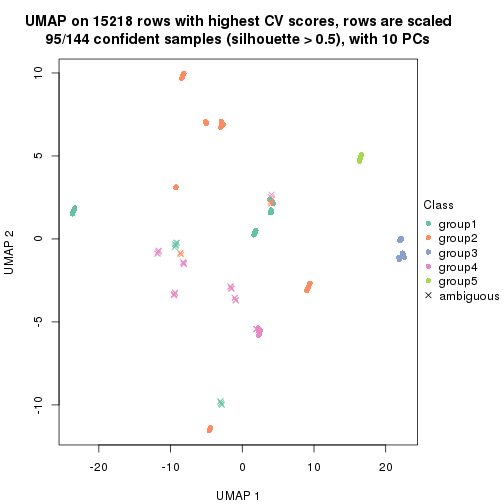 UMAP on 15218 rows with highest CV scores, rows are scaled
95/144 confident samples (silhouette > 0.5), with 10 PCs
10
5
0
-5
-10
UMAP 2
-20
-10
0
10
20
UMAP 1
Class
group1
group2
group3
group4
group5
ambiguous